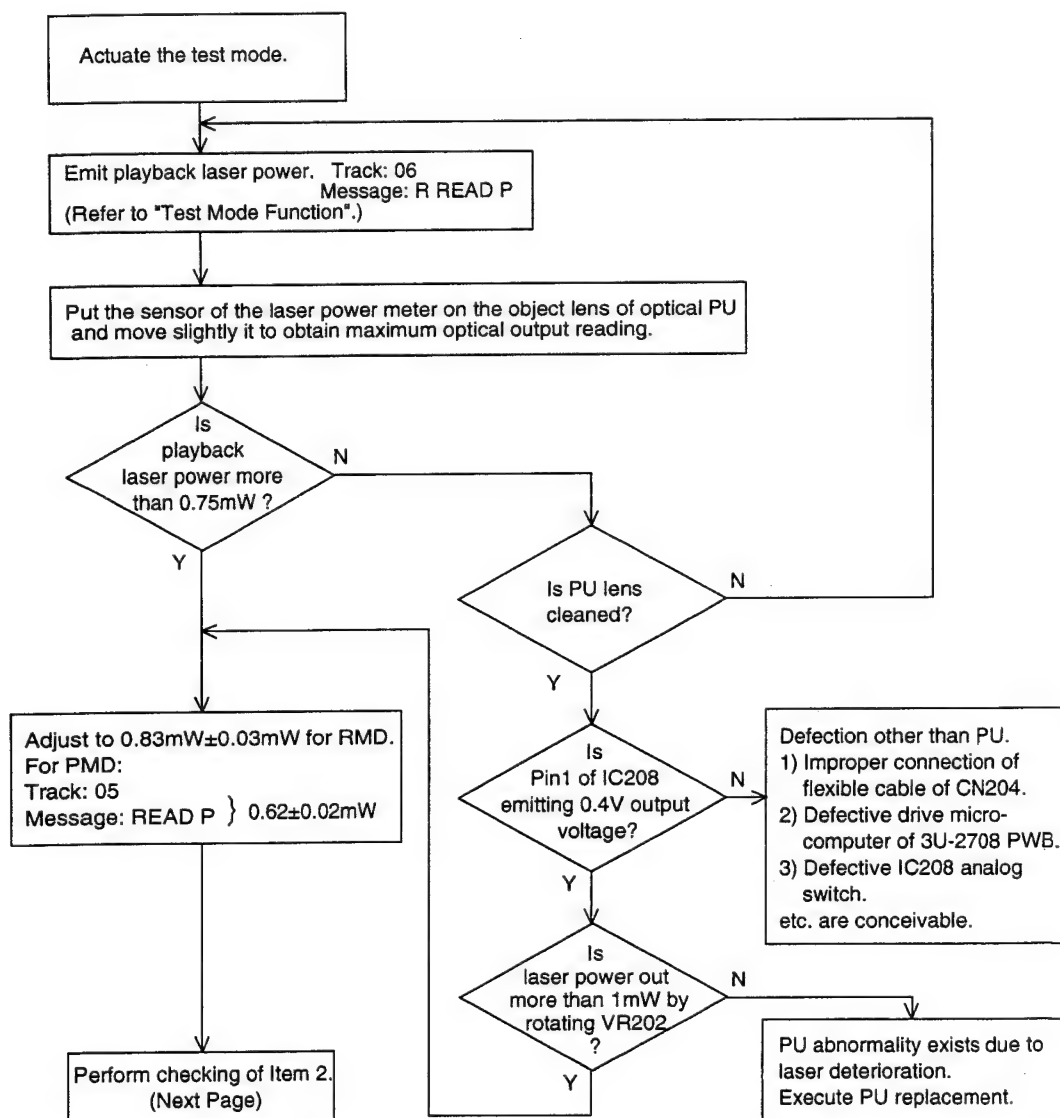 Actuate the test mode.
Emit playback laser power. Track: 06
Message: R READ P
(Refer to "Test Mode Function".)
Put the sensor of the laser power meter on the object lens of optical PU
and move slightly it to obtain maximum optical output reading.
Is
playback
laser power more
than 0.75mW ?
N
Y
Is PU lens
cleaned?
N
Y
Adjust to 0.83mW±0.03mW for RMD.
For PMD:
Track: 05
Message: READ P } 0.62±0.02mW
Is
Pin1 of IC208
emitting 0.4V output
voltage?
N
Y
Defection other than PU.
1) Improper connection of
flexible cable of CN204.
2) Defective drive micro-
computer of 3U-2708 PWB.
3) Defective IC208 analog
switch.
etc. are conceivable.
Is
laser power out
more than 1mW by
rotating VR202
?
N
Y
PU abnormality exists due to
laser deterioration.
Execute PU replacement.
Perform checking of Item 2.
(Next Page)